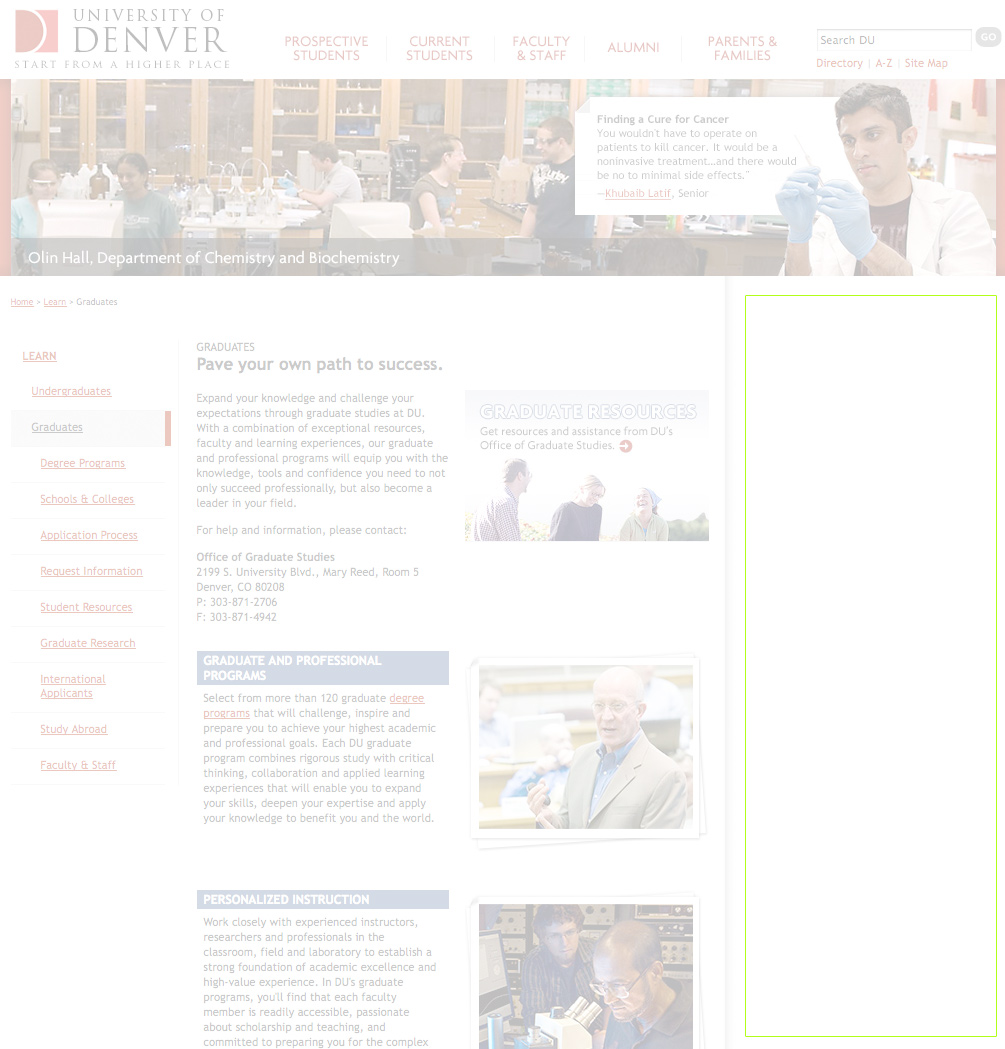 UNIVERSITY OF
DENVER
START FROM A HIGHER PLACE
PROSPECTIVE
STUDENTS
CURRENT
STUDENTS
FACULTY
& STAFF
ALUMNI
PARENTS &
FAMILIES
Search DU
GO
Directory | A-Z | Site Map
Finding a Cure for Cancer
You wouldn't have to operate on
patients to kill cancer. It would be a
noninvasive treatment…and there would
be no to minimal side effects."
—Khubaib Latif, Senior
Olin Hall, Department of Chemistry and Biochemistry
Home > Learn > Graduates
LEARN
Undergraduates
Graduates
Degree Programs
Schools & Colleges
Application Process
Request Information
Student Resources
Graduate Research
International
Applicants
Study Abroad
Faculty & Staff
GRADUATES
Pave your own path to success.
Expand your knowledge and challenge your
expectations through graduate studies at DU.
With a combination of exceptional resources,
faculty and learning experiences, our graduate
and professional programs will equip you with the
knowledge, tools and confidence you need to not
only succeed professionally, but also become a
leader in your field.
For help and information, please contact:
Office of Graduate Studies
2199 S. University Blvd., Mary Reed, Room 5
Denver, CO 80208
P: 303-871-2706
F: 303-871-4942
GRADUATE RESOURCES
Get resources and assistance from DU's
Office of Graduate Studies.
GRADUATE AND PROFESSIONAL
PROGRAMS
Select from more than 120 graduate degree
programs that will challenge, inspire and
prepare you to achieve your highest academic
and professional goals. Each DU graduate
program combines rigorous study with critical
thinking, collaboration and applied learning
experiences that will enable you to expand
your skills, deepen your expertise and apply
your knowledge to benefit you and the world.
PERSONALIZED INSTRUCTION
Work closely with experienced instructors,
researchers and professionals in the
classroom, field and laboratory to establish a
strong foundation of academic excellence and
high-value experience. In DU's graduate
programs, you'll find that each faculty
member is readily accessible, passionate
about scholarship and teaching, and
committed to preparing you for the complex